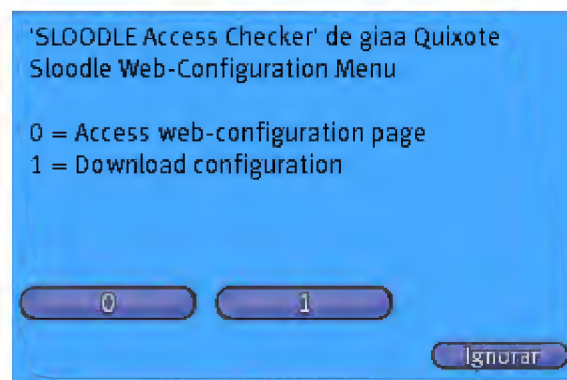 'SLOODLE Access Checker' de giaa Quixote
Sloodle Web-Configuration Menu
0 = Access web-configuration page
1 = Download configuration
0 1
Ignorar